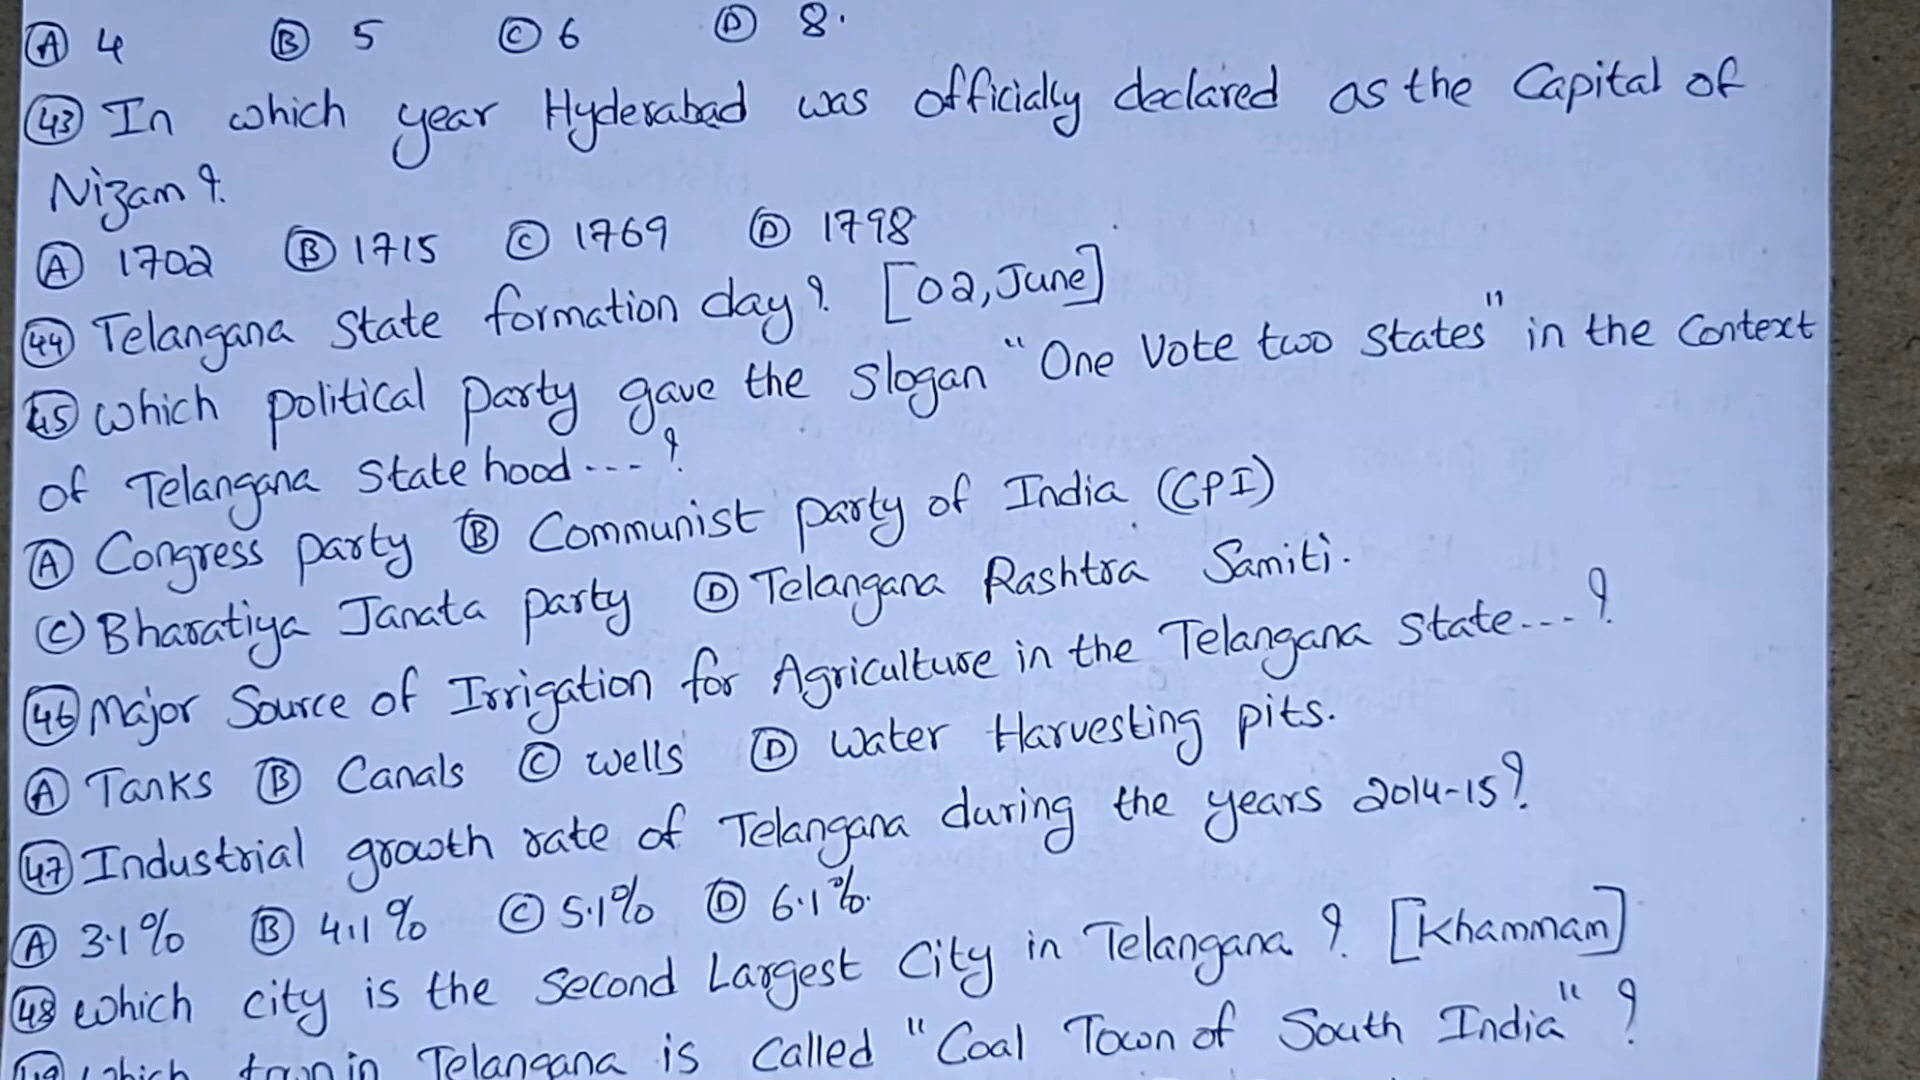 Ⓐ 4 Ⓑ 5 Ⓒ 6 Ⓓ 8.
㊸ In which year Hyderabad was officially declared as the Capital of
Nizam?
Ⓐ 1702 Ⓑ 1715 Ⓒ 1769 Ⓓ 1798
㊹ Telangana State formation day? [02, June]
㊺ which political party gave the slogan "One Vote two States" in the Context
of Telangana State hood ---?
Ⓐ Congress party Ⓑ Communist party of India (CPI)
Ⓒ Bharatiya Janata party Ⓓ Telangana Rashtra Samiti.
㊻ Major Source of Irrigation for Agriculture in the Telangana state---?
Ⓐ Tanks Ⓑ Canals Ⓒ wells Ⓓ water Harvesting pits.
㊼ Industrial growth rate of Telangana during the years 2014-15?
Ⓐ 3.1% Ⓑ 4.1% Ⓒ 5.1% Ⓓ 6.1%.
㊽ which city is the Second Largest City in Telangana? [Khammam]
㊾ which town in Telangana is Called "Coal Town of South India"?